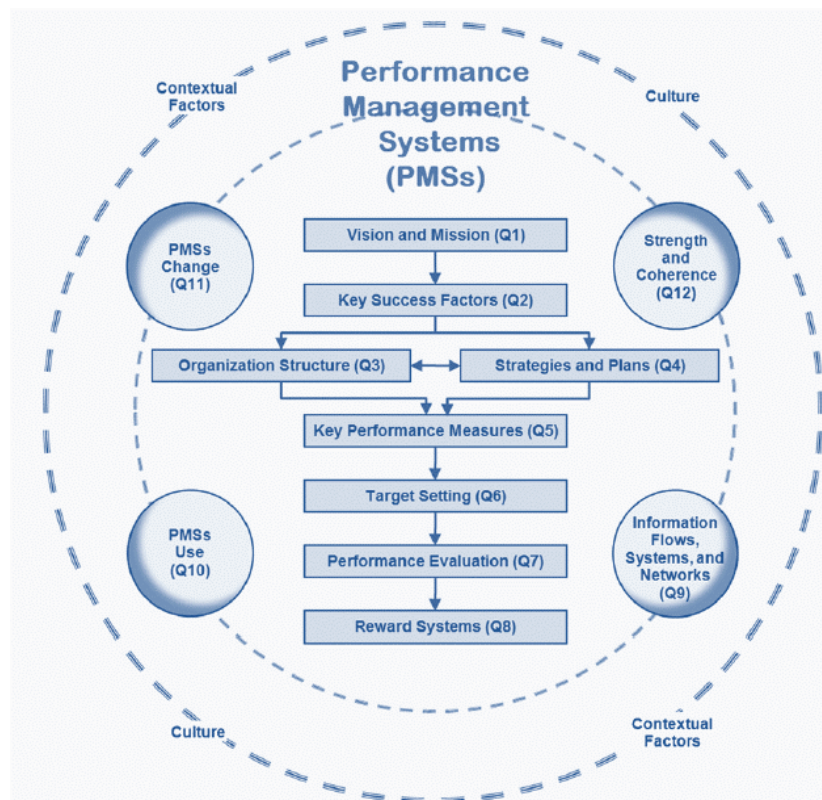 Performance
Management
Systems
(PMSs)
Contextual
Factors
Culture
PMSs
Change
(Q11)
Strength
and
Coherence
(Q12)
Vision and Mission (Q1)
Key Success Factors (Q2)
Organization Structure (Q3)
Strategies and Plans (Q4)
Key Performance Measures (Q5)
Target Setting (Q6)
Performance Evaluation (Q7)
Reward Systems (Q8)
PMSs
Use
(Q10)
Information
Flows,
Systems, and
Networks
(Q9)
Culture
Contextual
Factors